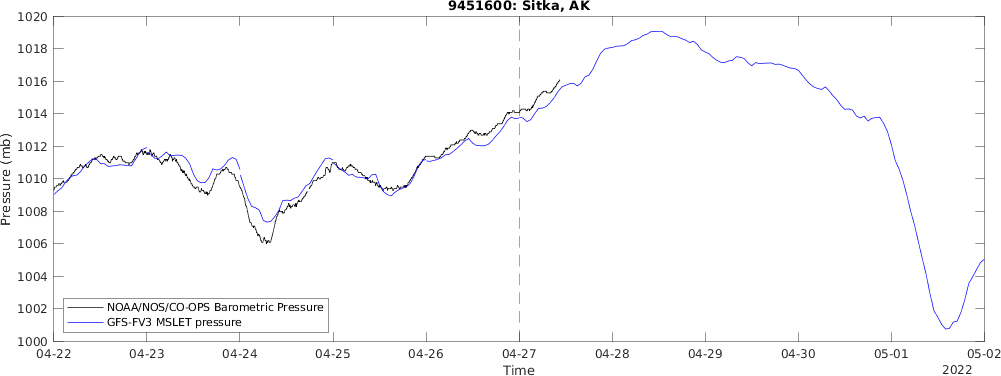 9451600: Sitka, AK
1020
1018
1016
1014
1012
1010
1008
1006
1004
1002
1000
Pressure (mb)
NOAA/NOS/CO-OPS Barometric Pressure
GFS-FV3 MSLET pressure
04-22 04-23 04-24 04-25 04-26 04-27 04-28 04-29 04-30 05-01 05-02
Time
2022